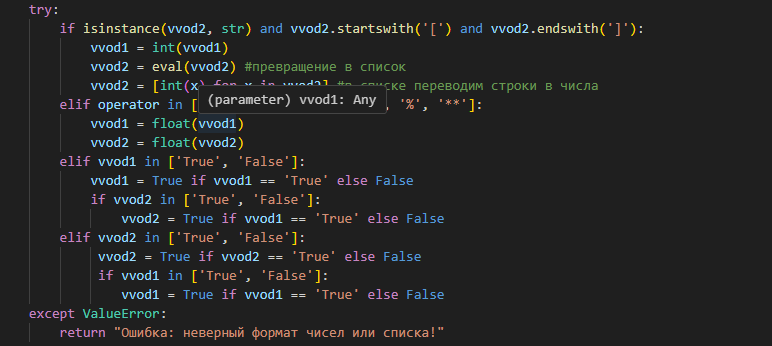 try:
if isinstance(vvod2, str) and vvod2.startswith('[') and vvod2.endswith(']'):
vvod1 = int(vvod1)
vvod2 = eval(vvod2) #превращение в список
vvod2 = [int(x) for x in vvod2] #в списке переводим строки в числа
(parameter) vvod1: Any
elif operator in [ , '%', '**']:
vvod1 = float(vvod1)
vvod2 = float(vvod2)
elif vvod1 in ['True', 'False']:
vvod1 = True if vvod1 == 'True' else False
if vvod2 in ['True', 'False']:
vvod2 = True if vvod1 == 'True' else False
elif vvod2 in ['True', 'False']:
vvod2 = True if vvod2 == 'True' else False
if vvod1 in ['True', 'False']:
vvod1 = True if vvod1 == 'True' else False
except ValueError:
return "Ошибка: неверный формат чисел или списка!"